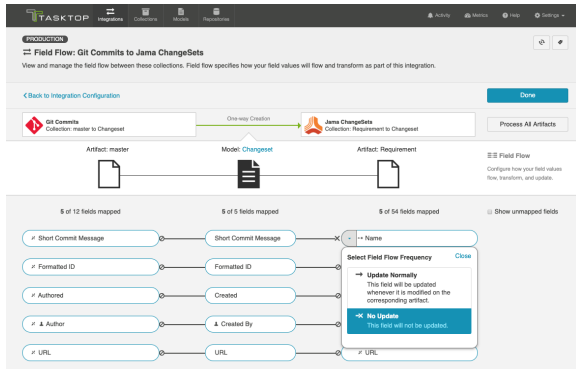 TASKTOP
Integrations
Collections
Models
Repositories
Activity
Metrics
Help
Settings
PRODUCTION
Field Flow: Git Commits to Jama ChangeSets
View and manage the field flow between these collections. Field flow specifies how your field values will flow and transform as part of this integration.
Back to Integration Configuration
Done
Git Commits
Collection: master to Changeset
One-way Creation
Jama ChangeSets
Collection: Requirement to Changeset
Process All Artifacts
Artifact: master
Model: Changeset
Artifact: Requirement
Field Flow
Configure how your field values
flow, transform, and update.
5 of 12 fields mapped
5 of 5 fields mapped
5 of 54 fields mapped
Show unmapped fields
Short Commit Message
Short Commit Message
Name
Select Field Flow Frequency
Close
Update Normally
This field will be updated
whenever it is modified on the
corresponding artifact.
No Update
This field will not be updated.
Formatted ID
Formatted ID
Authored
Created
Author
Created By
URL
URL
URL